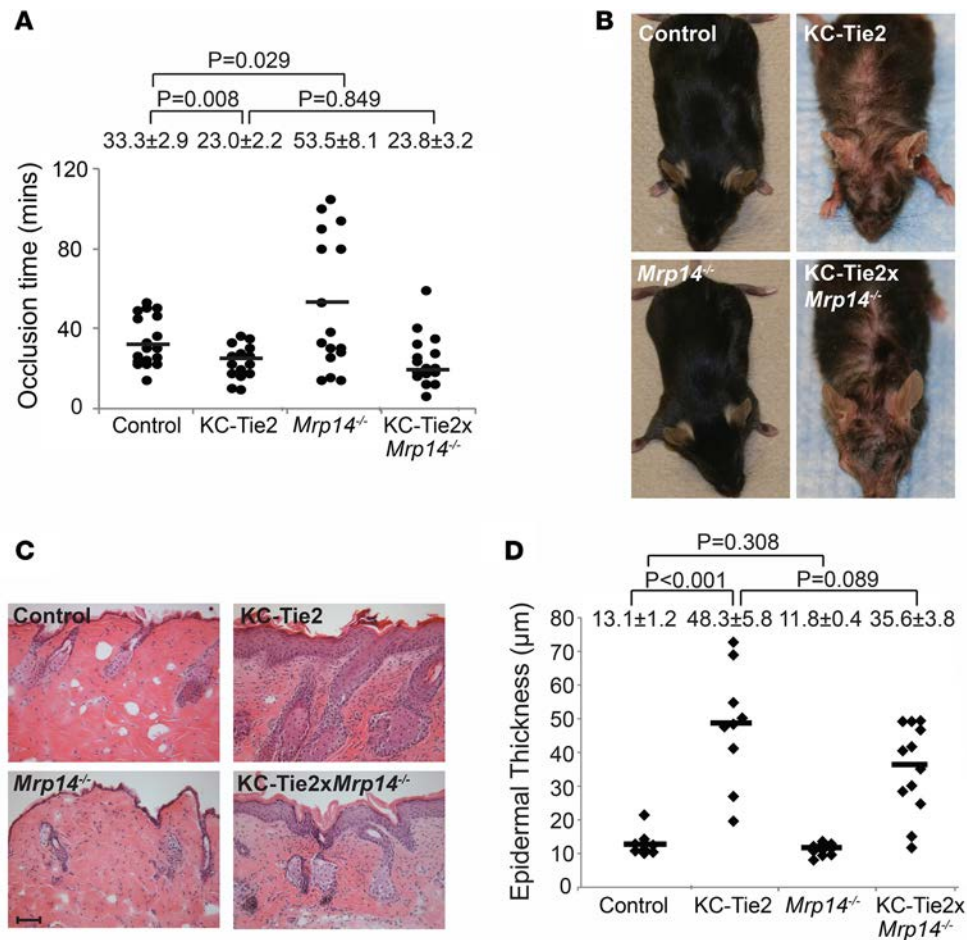 A
P=0.029
P=0.008 P=0.849
33.3±2.9 23.0±2.2 53.5±8.1 23.8±3.2
Occlusion time (mins)
120
80
40
0
Control KC-Tie2 Mrp14-/- KC-Tie2x
Mrp14-/-
B
Control KC-Tie2
Mrp14-/- KC-Tie2x
Mrp14-/-
C
Control KC-Tie2
Mrp14-/- KC-Tie2xMrp14-/-
D
P=0.308
P<0.001 P=0.089
13.1±1.2 48.3±5.8 11.8±0.4 35.6±3.8
Epidermal Thickness (μm)
80
70
60
50
40
30
20
10
0
Control KC-Tie2 Mrp14-/- KC-Tie2x
Mrp14-/-